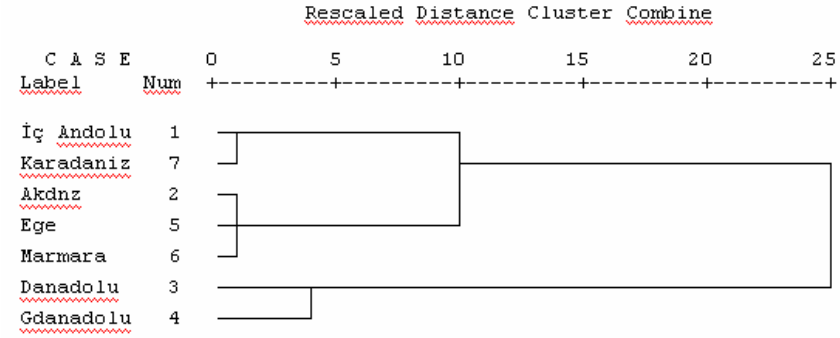 Rescaled Distance Cluster Combine
C A S E 0 5 10 15 20 25
Label Num +---------+---------+---------+---------+---------+
İç Andolu 1
Karadaniz 7
Akdnz 2
Ege 5
Marmara 6
Danadolu 3
Gdanadolu 4